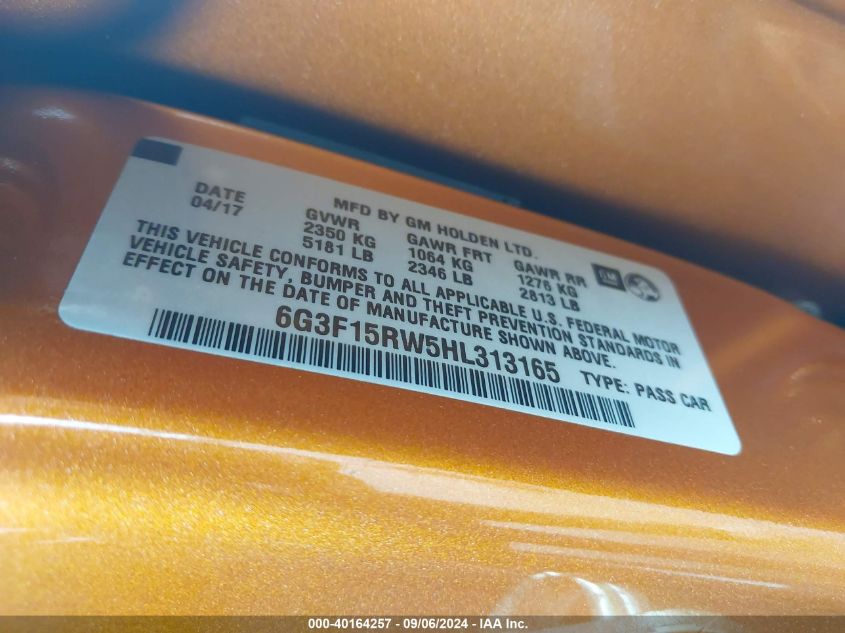 DATE
04/17
MFD BY GM HOLDEN LTD.
GVWR GAWR FRT GAWR RR
2350 KG 1064 KG 1276 KG
5181 LB 2346 LB 2813 LB
GM
THIS VEHICLE CONFORMS TO ALL APPLICABLE U.S. FEDERAL MOTOR
VEHICLE SAFETY, BUMPER AND THEFT PREVENTION STANDARDS IN
EFFECT ON THE DATE OF MANUFACTURE SHOWN ABOVE.
6G3F15RW5HL313165
TYPE: PASS CAR
000-40164257 - 09/06/2024 - IAA Inc.